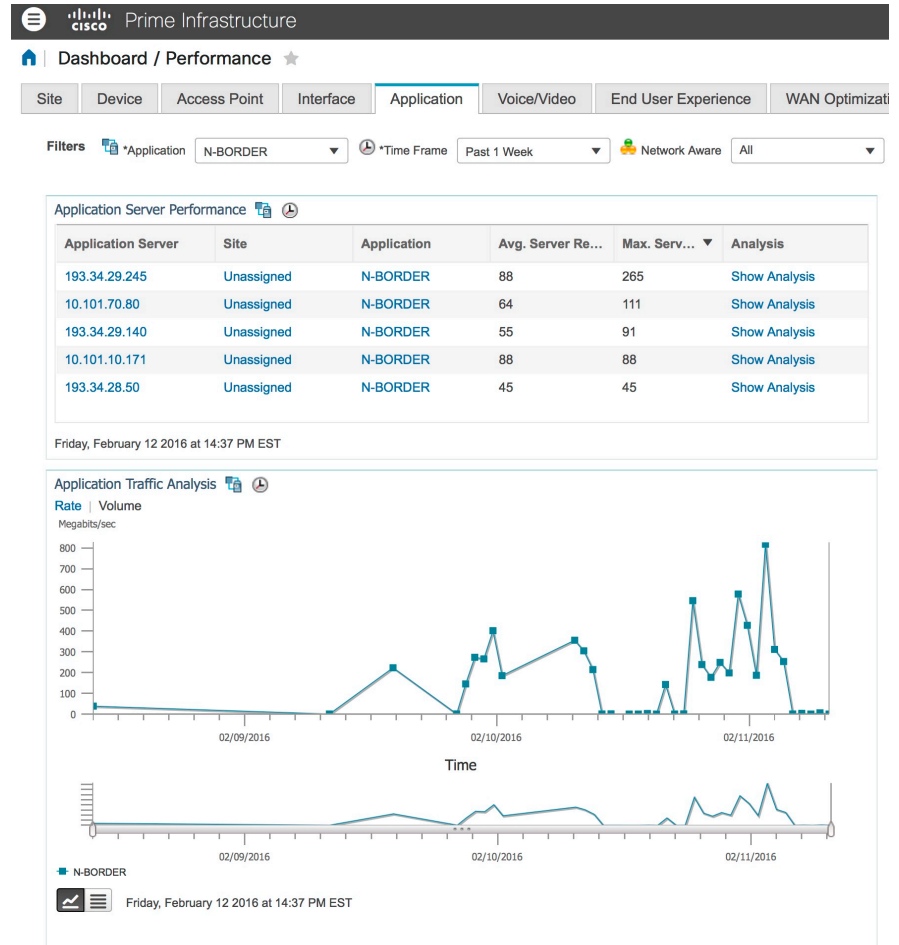 cisco Prime Infrastructure
Dashboard / Performance
Site Device Access Point Interface Application Voice/Video End User Experience WAN Optimizati
Filters *Application N-BORDER *Time Frame Past 1 Week Network Aware All
Application Server Performance
Application Server Site Application Avg. Server Re... Max. Serv... Analysis
193.34.29.245 Unassigned N-BORDER 88 265 Show Analysis
10.101.70.80 Unassigned N-BORDER 64 111 Show Analysis
193.34.29.140 Unassigned N-BORDER 55 91 Show Analysis
10.101.10.171 Unassigned N-BORDER 88 88 Show Analysis
193.34.28.50 Unassigned N-BORDER 45 45 Show Analysis
Friday, February 12 2016 at 14:37 PM EST
Application Traffic Analysis
Rate | Volume
Megabits/sec
800
700
600
500
400
300
200
100
0
02/09/2016 02/10/2016 02/11/2016
Time
02/09/2016 02/10/2016 02/11/2016
N-BORDER
Friday, February 12 2016 at 14:37 PM EST